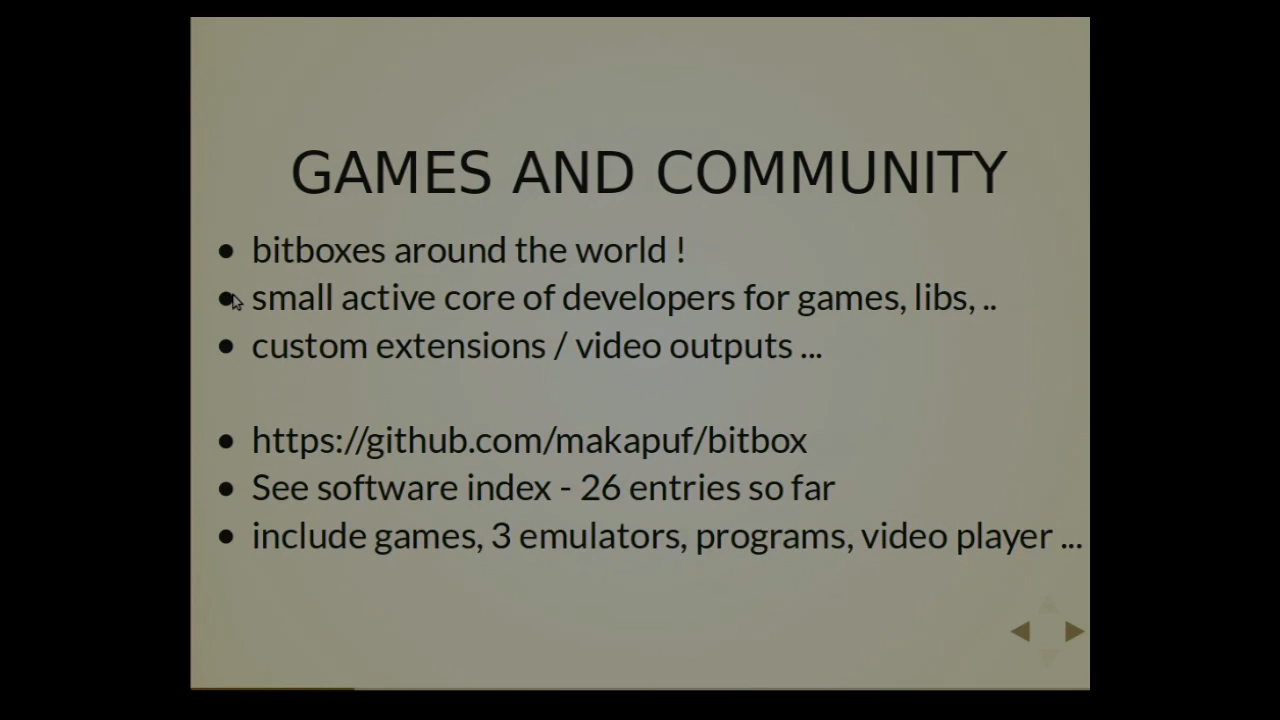 GAMES AND COMMUNITY
• bitboxes around the world !
• small active core of developers for games, libs, ..
• custom extensions / video outputs ...
• https://github.com/makapuf/bitbox
• See software index - 26 entries so far
• include games, 3 emulators, programs, video player ...